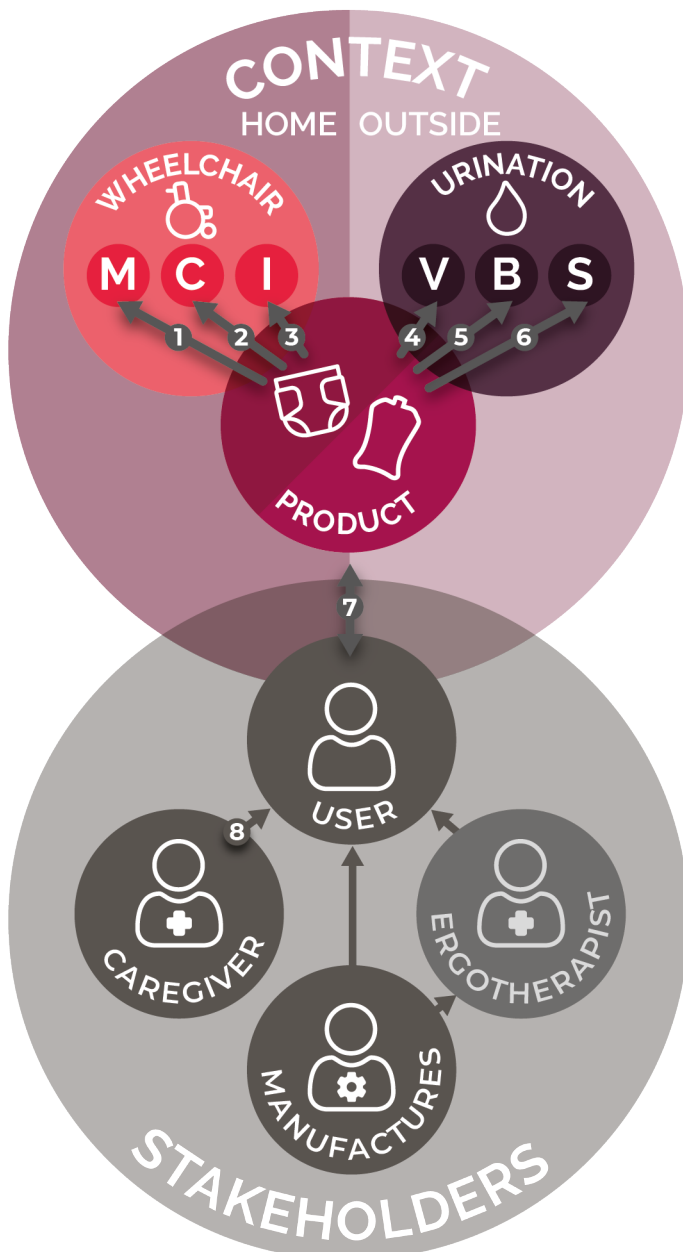 CONTEXT
HOME OUTSIDE
WHEELCHAIR
URINATION
M C I
V B S
1 2 3 4 5 6
PRODUCT
7
USER
8
CAREGIVER
ERGOTHERAPIST
MANUFACTURES
STAKEHOLDERS